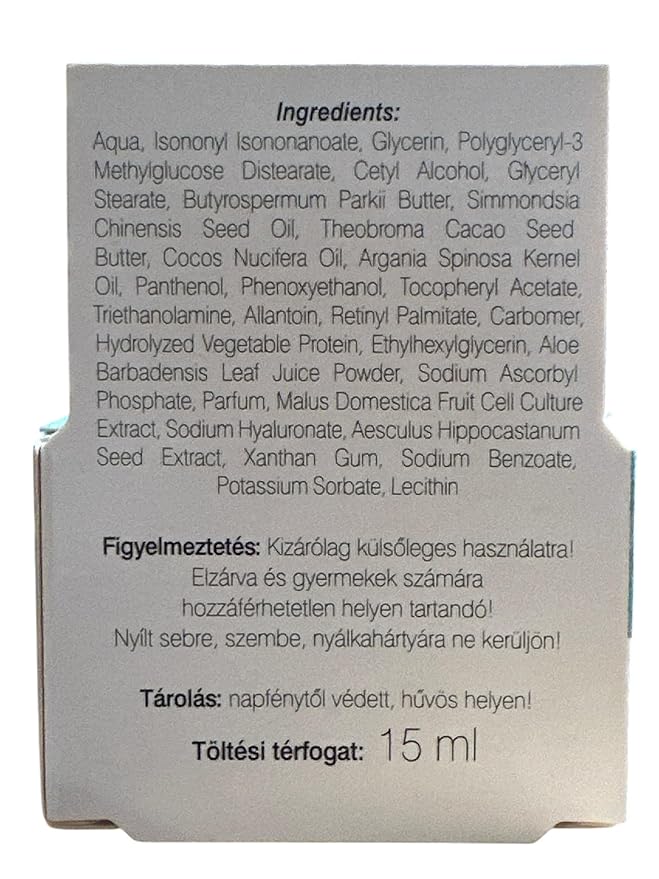 Ingredients:
Aqua, Isononyl Isononanoate, Glycerin, Polyglyceryl-3
Methylglucose Distearate, Cetyl Alcohol, Glyceryl
Stearate, Butyrospermum Parkii Butter, Simmondsia
Chinensis Seed Oil, Theobroma Cacao Seed
Butter, Cocos Nucifera Oil, Argania Spinosa Kernel
Oil, Panthenol, Phenoxyethanol, Tocopheryl Acetate,
Triethanolamine, Allantoin, Retinyl Palmitate, Carbomer,
Hydrolyzed Vegetable Protein, Ethylhexylglycerin, Aloe
Barbadensis Leaf Juice Powder, Sodium Ascorbyl
Phosphate, Parfum, Malus Domestica Fruit Cell Culture
Extract, Sodium Hyaluronate, Aesculus Hippocastanum
Seed Extract, Xanthan Gum, Sodium Benzoate,
Potassium Sorbate, Lecithin
Figyelmeztetés: Kizárólag külsőleges használatra!
Elzárva és gyermekek számára
hozzáférhetetlen helyen tartandó!
Nyílt sebre, szembe, nyálkahártyára ne kerüljön!
Tárolás: napfénytől védett, hűvös helyen!
Töltési térfogat: 15 ml